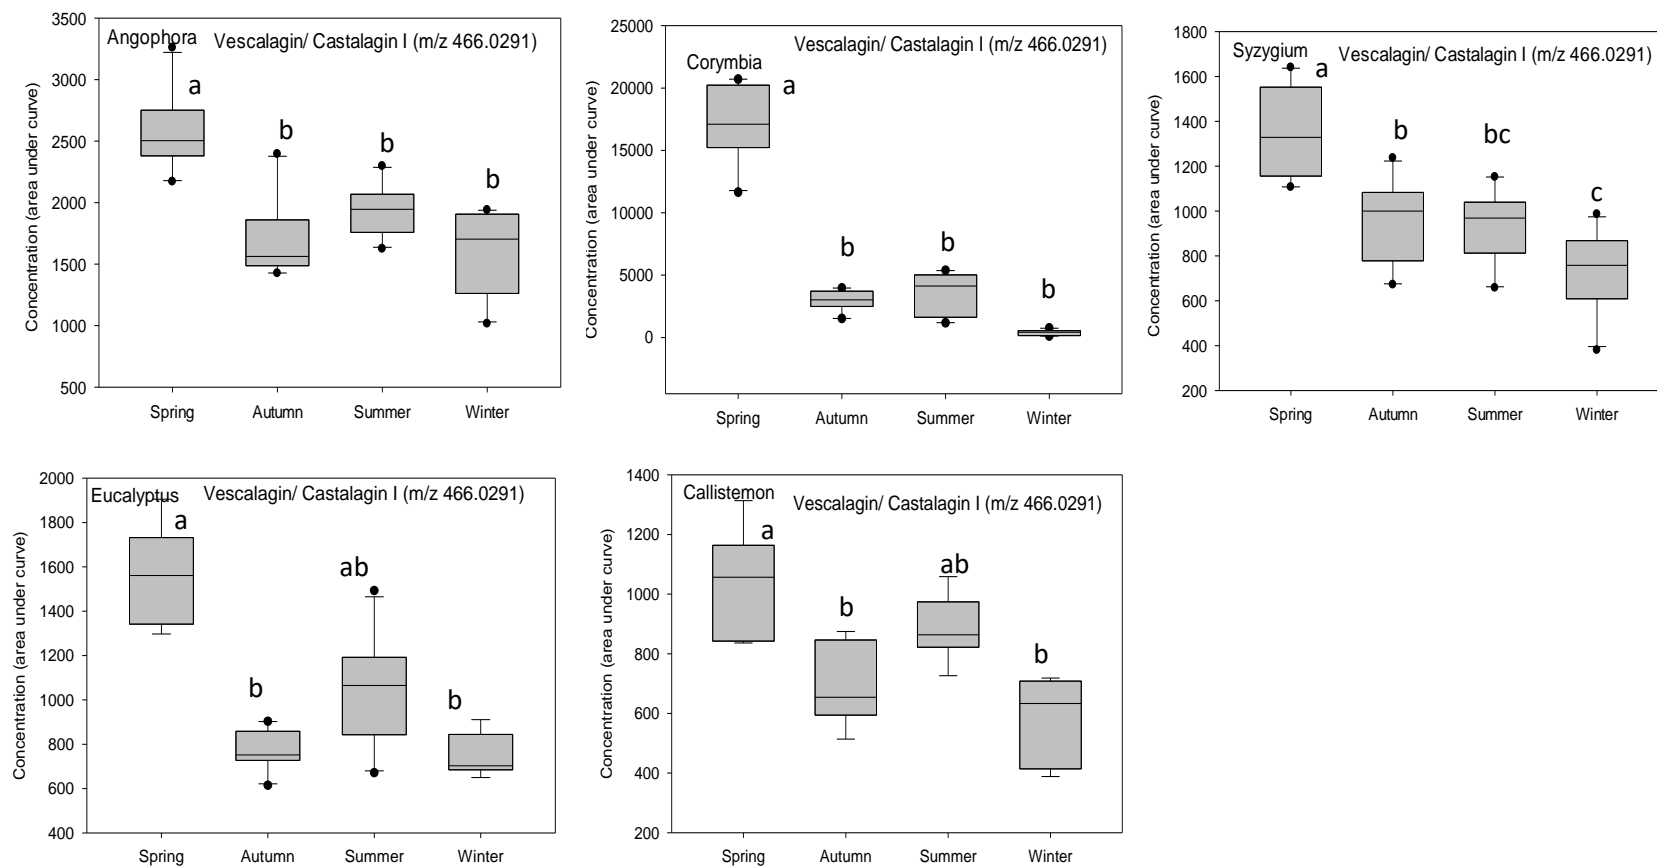 Angophora
Vescalagin/ Castalagin I (m/z 466.0291)
Concentration (area under curve)
3500
3000
2500
2000
1500
1000
500
a
b
b
b
Spring
Autumn
Summer
Winter
Corymbia
Vescalagin/ Castalagin I (m/z 466.0291)
Concentration (area under curve)
25000
20000
15000
10000
5000
0
a
b
b
b
Spring
Autumn
Summer
Winter
Syzygium
Vescalagin/ Castalagin I (m/z 466.0291)
Concentration (area under curve)
1800
1600
1400
1200
1000
800
600
400
200
a
b
bc
c
Spring
Autumn
Summer
Winter
Eucalyptus
Vescalagin/ Castalagin I (m/z 466.0291)
Concentration (area under curve)
2000
1800
1600
1400
1200
1000
800
600
400
a
b
ab
b
Spring
Autumn
Summer
Winter
Callistemon
Vescalagin/ Castalagin I (m/z 466.0291)
Concentration (area under curve)
1400
1200
1000
800
600
400
200
a
b
ab
b
Spring
Autumn
Summer
Winter